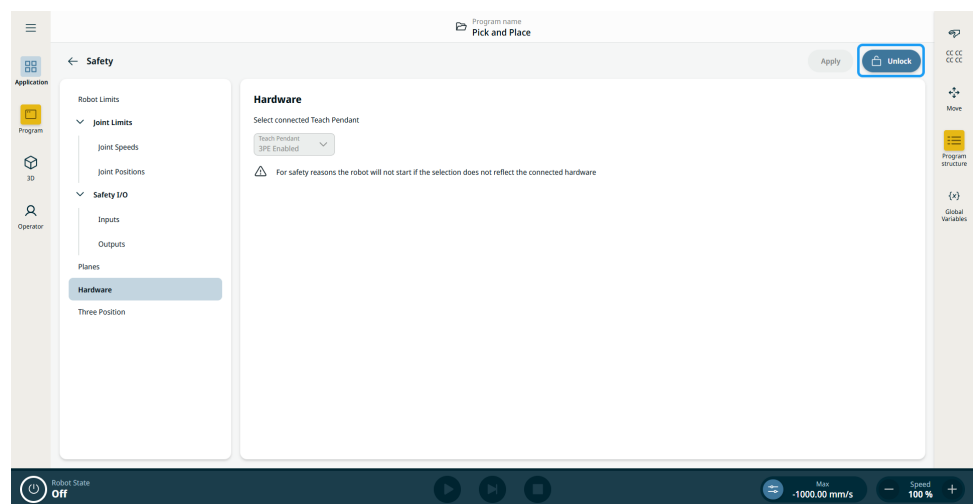 Program name
Pick and Place
CC CC
CC CC
Application
Safety
Apply
Unlock
Robot Limits
Joint Limits
Joint Speeds
Joint Positions
Safety I/O
Inputs
Outputs
Planes
Hardware
Three Position
Hardware
Select connected Teach Pendant
Teach Pendant
3PE Enabled
For safety reasons the robot will not start if the selection does not reflect the connected hardware
Program
3D
Operator
Move
Program
structure
{x}
Global
Variables
Robot State
Off
Max
-1000.00 mm/s
Speed
100 %